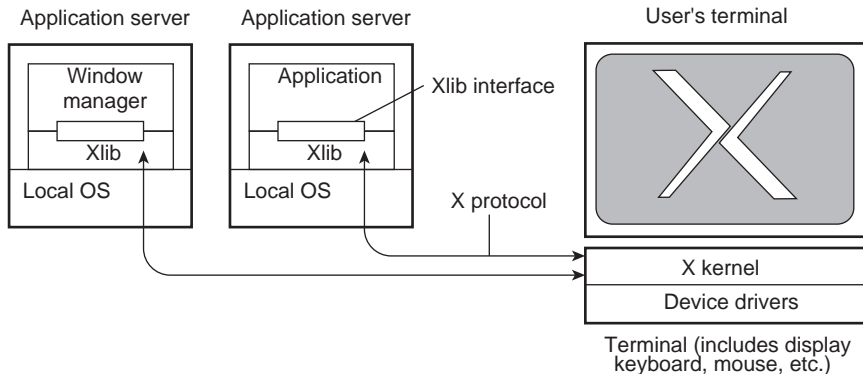 Application server
Application server
User's terminal
Window
manager
Application
Xlib interface
Xlib
Xlib
Local OS
Local OS
X protocol
X kernel
Device drivers
Terminal (includes display
keyboard, mouse, etc.)